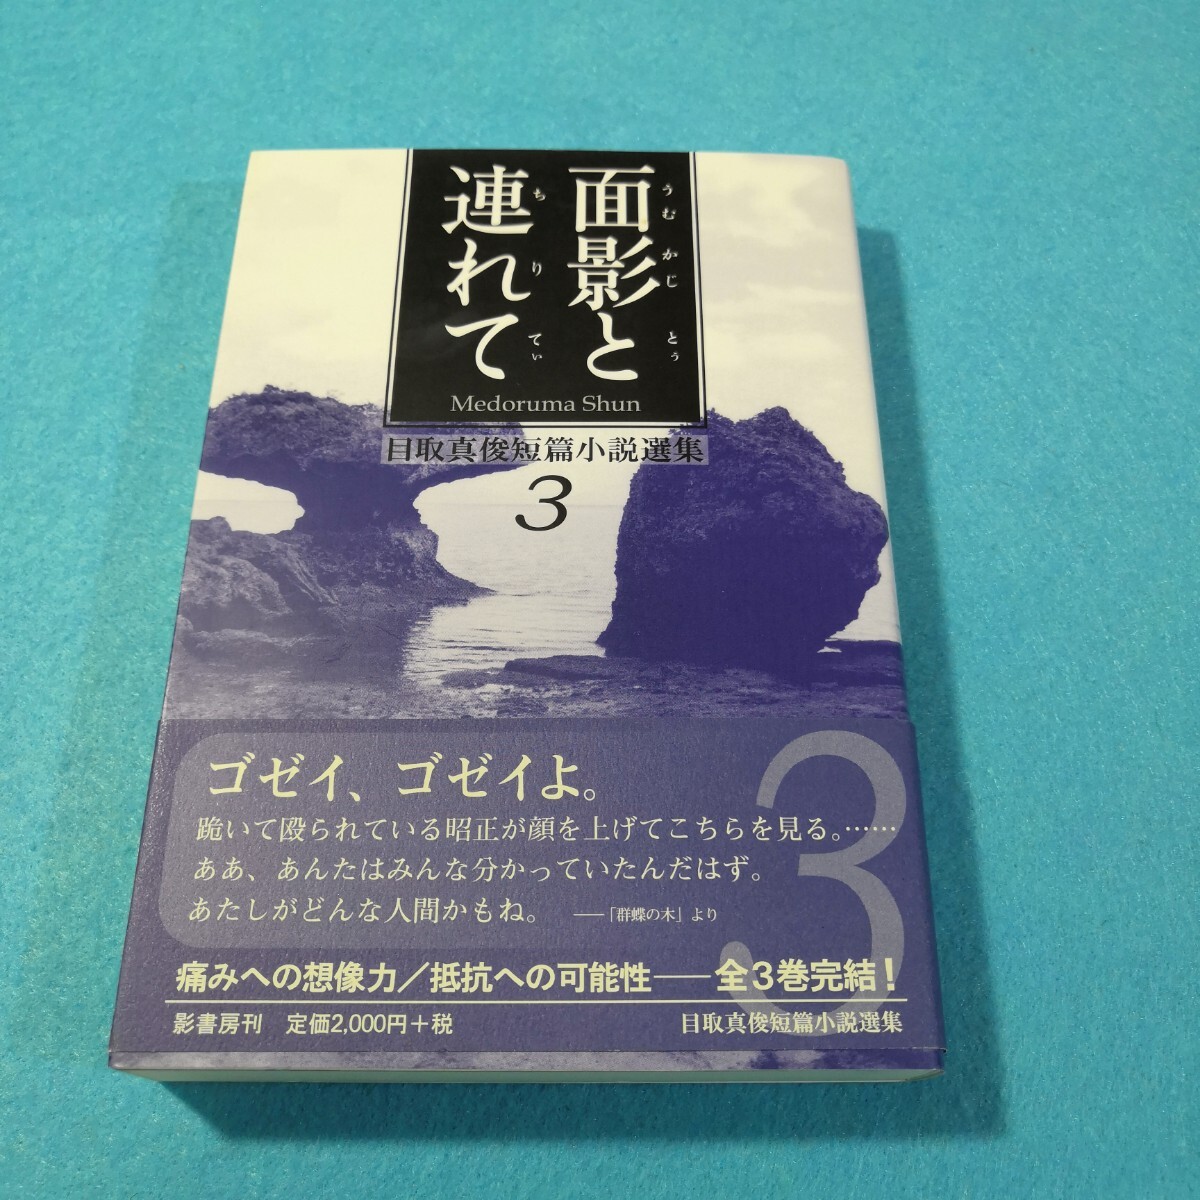 面影と
うむかじとぅ
連れて
ちりてぃ
Medoruma Shun
目取真俊短篇小説選集
3
3
ゴゼイ、ゴゼイよ。
跪いて殴られている昭正が顔を上げてこちらを見る。……
ああ、あんたはみんな分かっていたんだはず。
あたしがどんな人間かもね。 ——「群蝶の木」より
痛みへの想像力／抵抗への可能性——全3巻完結！
影書房刊 定価2,000円＋税
目取真俊短篇小説選集